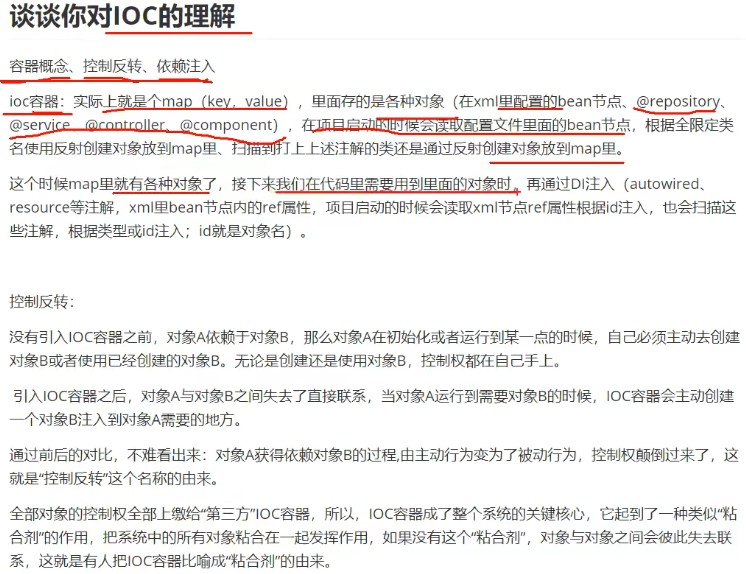 谈谈你对IOC的理解
容器概念、控制反转、依赖注入
ioc容器：实际上就是个map（key，value），里面存的是各种对象（在xml里配置的bean节点、@repository、
@service、@controller、@component），在项目启动的时候会读取配置文件里面的bean节点，根据全限定类
名使用反射创建对象放到map里、扫描到打上上述注解的类还是通过反射创建对象放到map里。
这个时候map里就有各种对象了，接下来我们在代码里需要用到里面的对象时，再通过DI注入（autowired、
resource等注解，xml里bean节点内的ref属性，项目启动的时候会读取xml节点ref属性根据id注入，也会扫描这
些注解，根据类型或id注入；id就是对象名）。
控制反转：
没有引入IOC容器之前，对象A依赖于对象B，那么对象A在初始化或者运行到某一点的时候，自己必须主动去创建
对象B或者使用已经创建的对象B。无论是创建还是使用对象B，控制权都在自己手上。
引入IOC容器之后，对象A与对象B之间失去了直接联系，当对象A运行到需要对象B的时候，IOC容器会主动创建
一个对象B注入到对象A需要的地方。
通过前后的对比，不难看出来：对象A获得依赖对象B的过程,由主动行为变为了被动行为，控制权颠倒过来了，这
就是“控制反转”这个名称的由来。
全部对象的控制权全部上缴给“第三方”IOC容器，所以，IOC容器成了整个系统的关键核心，它起到了一种类似“粘
合剂”的作用，把系统中的所有对象粘合在一起发挥作用，如果没有这个“粘合剂”，对象与对象之间会彼此失去联
系，这就是有人把IOC容器比喻成“粘合剂”的由来。